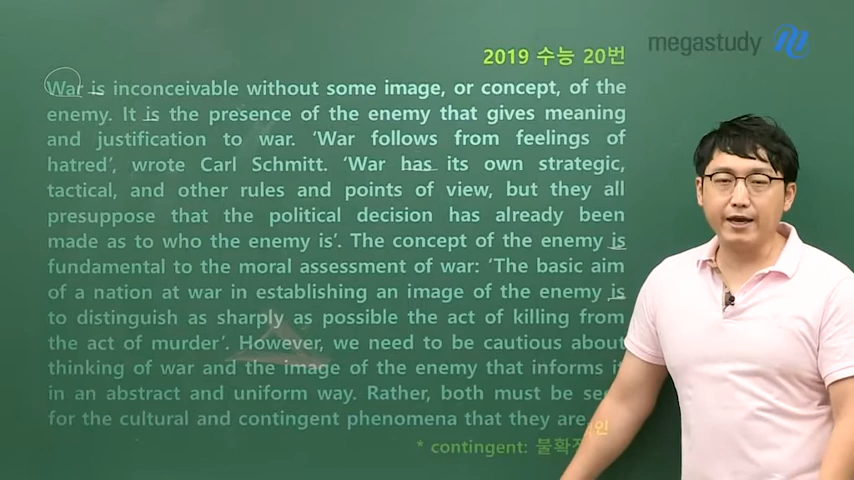 2019 수능 20번
megastudy
War is inconceivable without some image, or concept, of the
enemy. It is the presence of the enemy that gives meaning
and justification to war. ‘War follows from feelings of
hatred’, wrote Carl Schmitt. ‘War has its own strategic,
tactical, and other rules and points of view, but they all
presuppose that the political decision has already been
made as to who the enemy is’. The concept of the enemy is
fundamental to the moral assessment of war: ‘The basic aim
of a nation at war in establishing an image of the enemy is
to distinguish as sharply as possible the act of killing from
the act of murder’. However, we need to be cautious about
thinking of war and the image of the enemy that informs
in an abstract and uniform way. Rather, both must be
for the cultural and contingent phenomena that they are
* contingent: